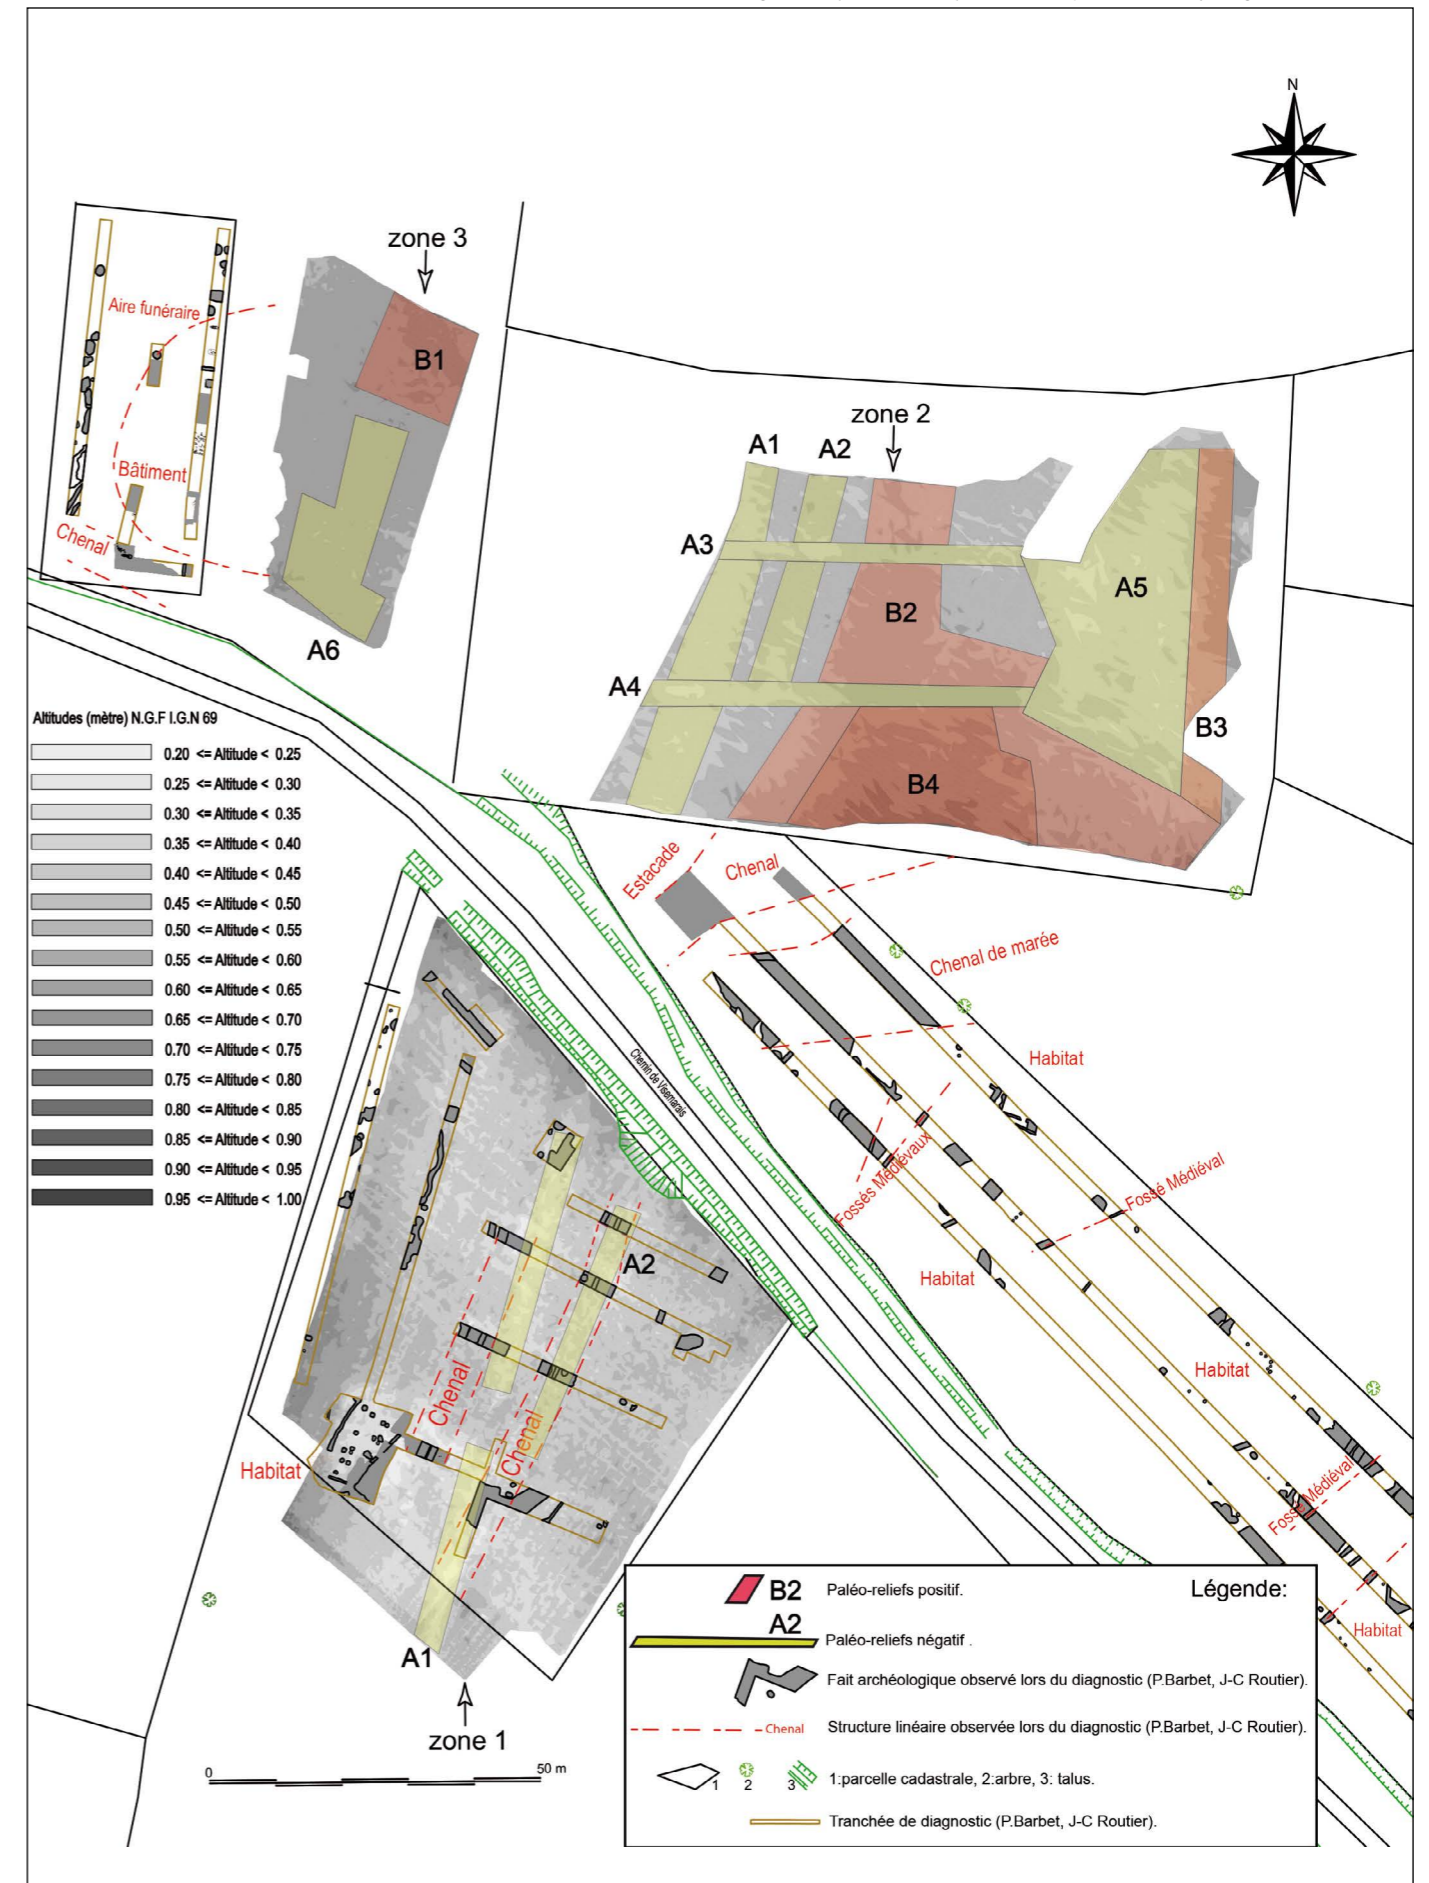 N
zone 3
Aire funéraire
B1
Bâtiment
Chenal
A6
zone 2
A1
A2
A3
A4
B2
A5
B3
B4
Altitudes (mètre) N.G.F I.G.N 69
0.20 <= Altitude < 0.25
0.25 <= Altitude < 0.30
0.30 <= Altitude < 0.35
0.35 <= Altitude < 0.40
0.40 <= Altitude < 0.45
0.45 <= Altitude < 0.50
0.50 <= Altitude < 0.55
0.55 <= Altitude < 0.60
0.60 <= Altitude < 0.65
0.65 <= Altitude < 0.70
0.70 <= Altitude < 0.75
0.75 <= Altitude < 0.80
0.80 <= Altitude < 0.85
0.85 <= Altitude < 0.90
0.90 <= Altitude < 0.95
0.95 <= Altitude < 1.00
Estacade
Chenal
Chenal de marée
Habitat
Chemin de Visemarais
Fossés Médiévaux
Fossé Médiéval
Habitat
Habitat
Fossé Médiéval
Habitat
A2
Chenal
Chenal
Habitat
A1
zone 1
0 50 m
Légende:
B2 Paléo-reliefs positif.
A2
Paléo-reliefs négatif .
Fait archéologique observé lors du diagnostic (P.Barbet, J-C Routier).
Chenal Structure linéaire observée lors du diagnostic (P.Barbet, J-C Routier).
1 2 3 1:parcelle cadastrale, 2:arbre, 3: talus.
Tranchée de diagnostic (P.Barbet, J-C Routier).